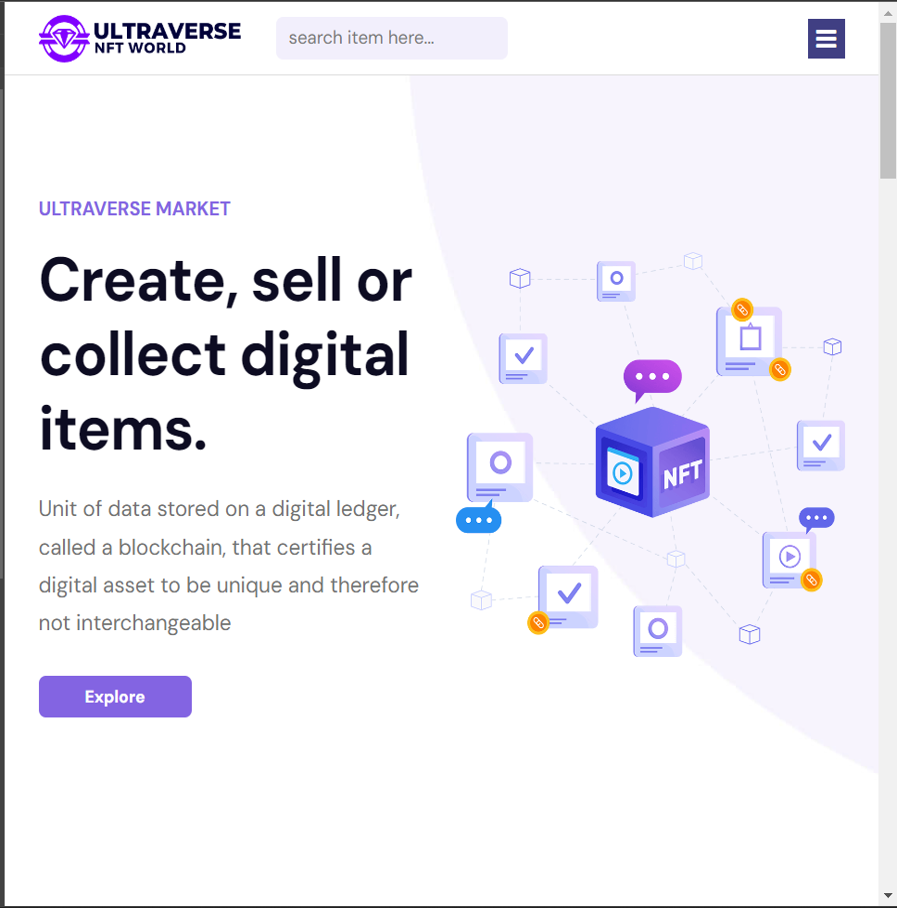 ULTRAVERSE
NFT WORLD
search item here...
ULTRAVERSE MARKET
Create, sell or
collect digital
items.
Unit of data stored on a digital ledger,
called a blockchain, that certifies a
digital asset to be unique and therefore
not interchangeable
Explore
NFT